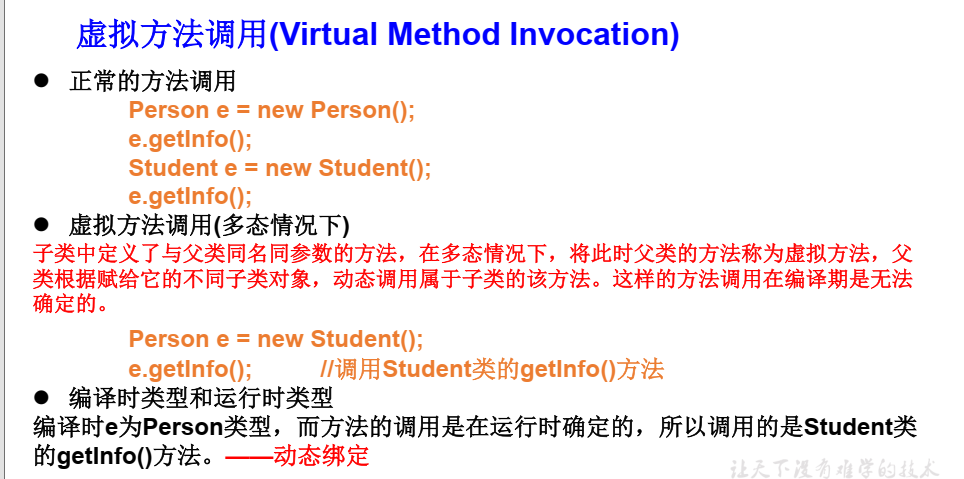 虚拟方法调用(Virtual Method Invocation)
● 正常的方法调用
Person e = new Person();
e.getInfo();
Student e = new Student();
e.getInfo();
● 虚拟方法调用(多态情况下)
子类中定义了与父类同名同参数的方法，在多态情况下，将此时父类的方法称为虚拟方法，父
类根据赋给它的不同子类对象，动态调用属于子类的该方法。这样的方法调用在编译期是无法
确定的。
Person e = new Student();
e.getInfo(); //调用Student类的getInfo()方法
● 编译时类型和运行时类型
编译时e为Person类型，而方法的调用是在运行时确定的，所以调用的是Student类
的getInfo()方法。——动态绑定
让天下没有难学的技术